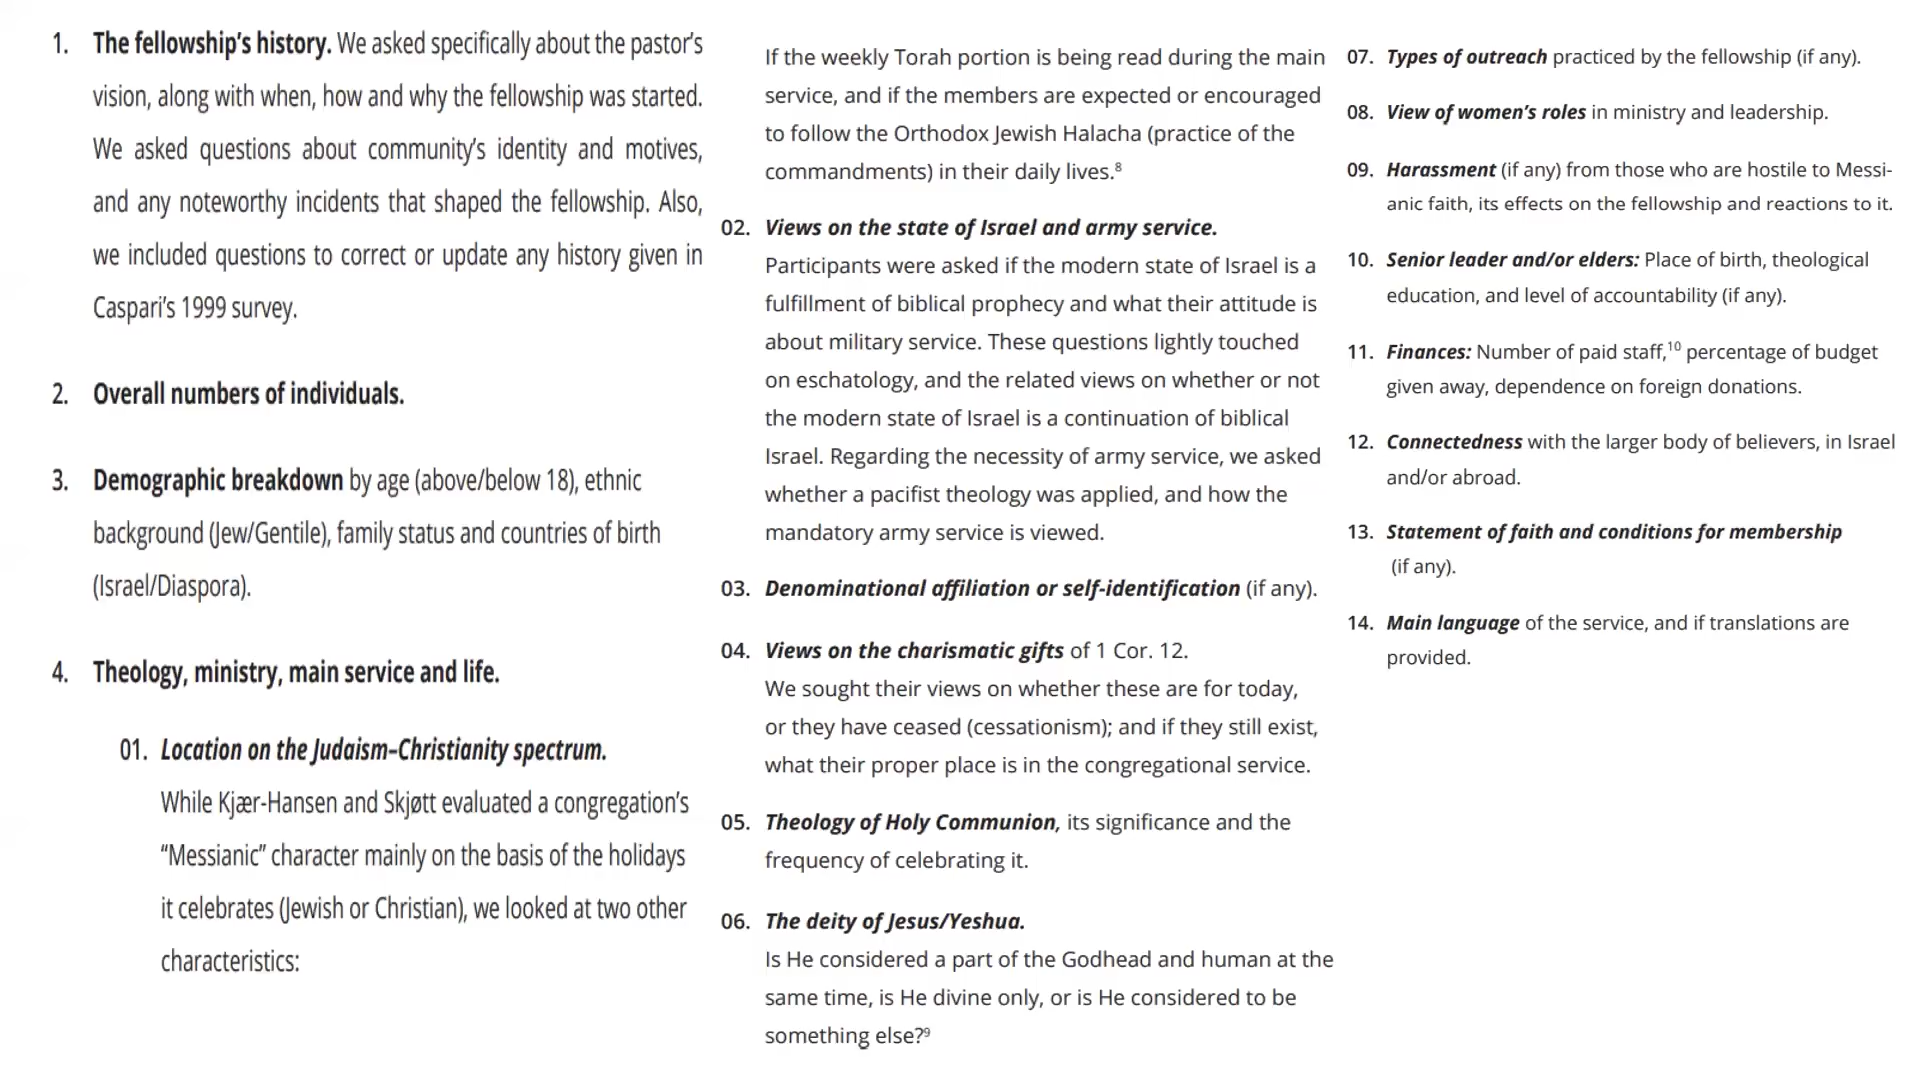 1. The fellowship’s history. We asked specifically about the pastor’s
vision, along with when, how and why the fellowship was started.
We asked questions about community’s identity and motives,
and any noteworthy incidents that shaped the fellowship. Also,
we included questions to correct or update any history given in
Caspari’s 1999 survey.
2. Overall numbers of individuals.
3. Demographic breakdown by age (above/below 18), ethnic
background (Jew/Gentile), family status and countries of birth
(Israel/Diaspora).
4. Theology, ministry, main service and life.
01. Location on the Judaism–Christianity spectrum.
While Kjær-Hansen and Skjøtt evaluated a congregation’s
“Messianic” character mainly on the basis of the holidays
it celebrates (Jewish or Christian), we looked at two other
characteristics:
If the weekly Torah portion is being read during the main
service, and if the members are expected or encouraged
to follow the Orthodox Jewish Halacha (practice of the
commandments) in their daily lives.⁸
02. Views on the state of Israel and army service.
Participants were asked if the modern state of Israel is a
fulfillment of biblical prophecy and what their attitude is
about military service. These questions lightly touched
on eschatology, and the related views on whether or not
the modern state of Israel is a continuation of biblical
Israel. Regarding the necessity of army service, we asked
whether a pacifist theology was applied, and how the
mandatory army service is viewed.
03. Denominational affiliation or self-identification (if any).
04. Views on the charismatic gifts of 1 Cor. 12.
We sought their views on whether these are for today,
or they have ceased (cessationism); and if they still exist,
what their proper place is in the congregational service.
05. Theology of Holy Communion, its significance and the
frequency of celebrating it.
06. The deity of Jesus/Yeshua.
Is He considered a part of the Godhead and human at the
same time, is He divine only, or is He considered to be
something else?⁹
07. Types of outreach practiced by the fellowship (if any).
08. View of women’s roles in ministry and leadership.
09. Harassment (if any) from those who are hostile to Messi-
anic faith, its effects on the fellowship and reactions to it.
10. Senior leader and/or elders: Place of birth, theological
education, and level of accountability (if any).
11. Finances: Number of paid staff,¹⁰ percentage of budget
given away, dependence on foreign donations.
12. Connectedness with the larger body of believers, in Israel
and/or abroad.
13. Statement of faith and conditions for membership
(if any).
14. Main language of the service, and if translations are
provided.